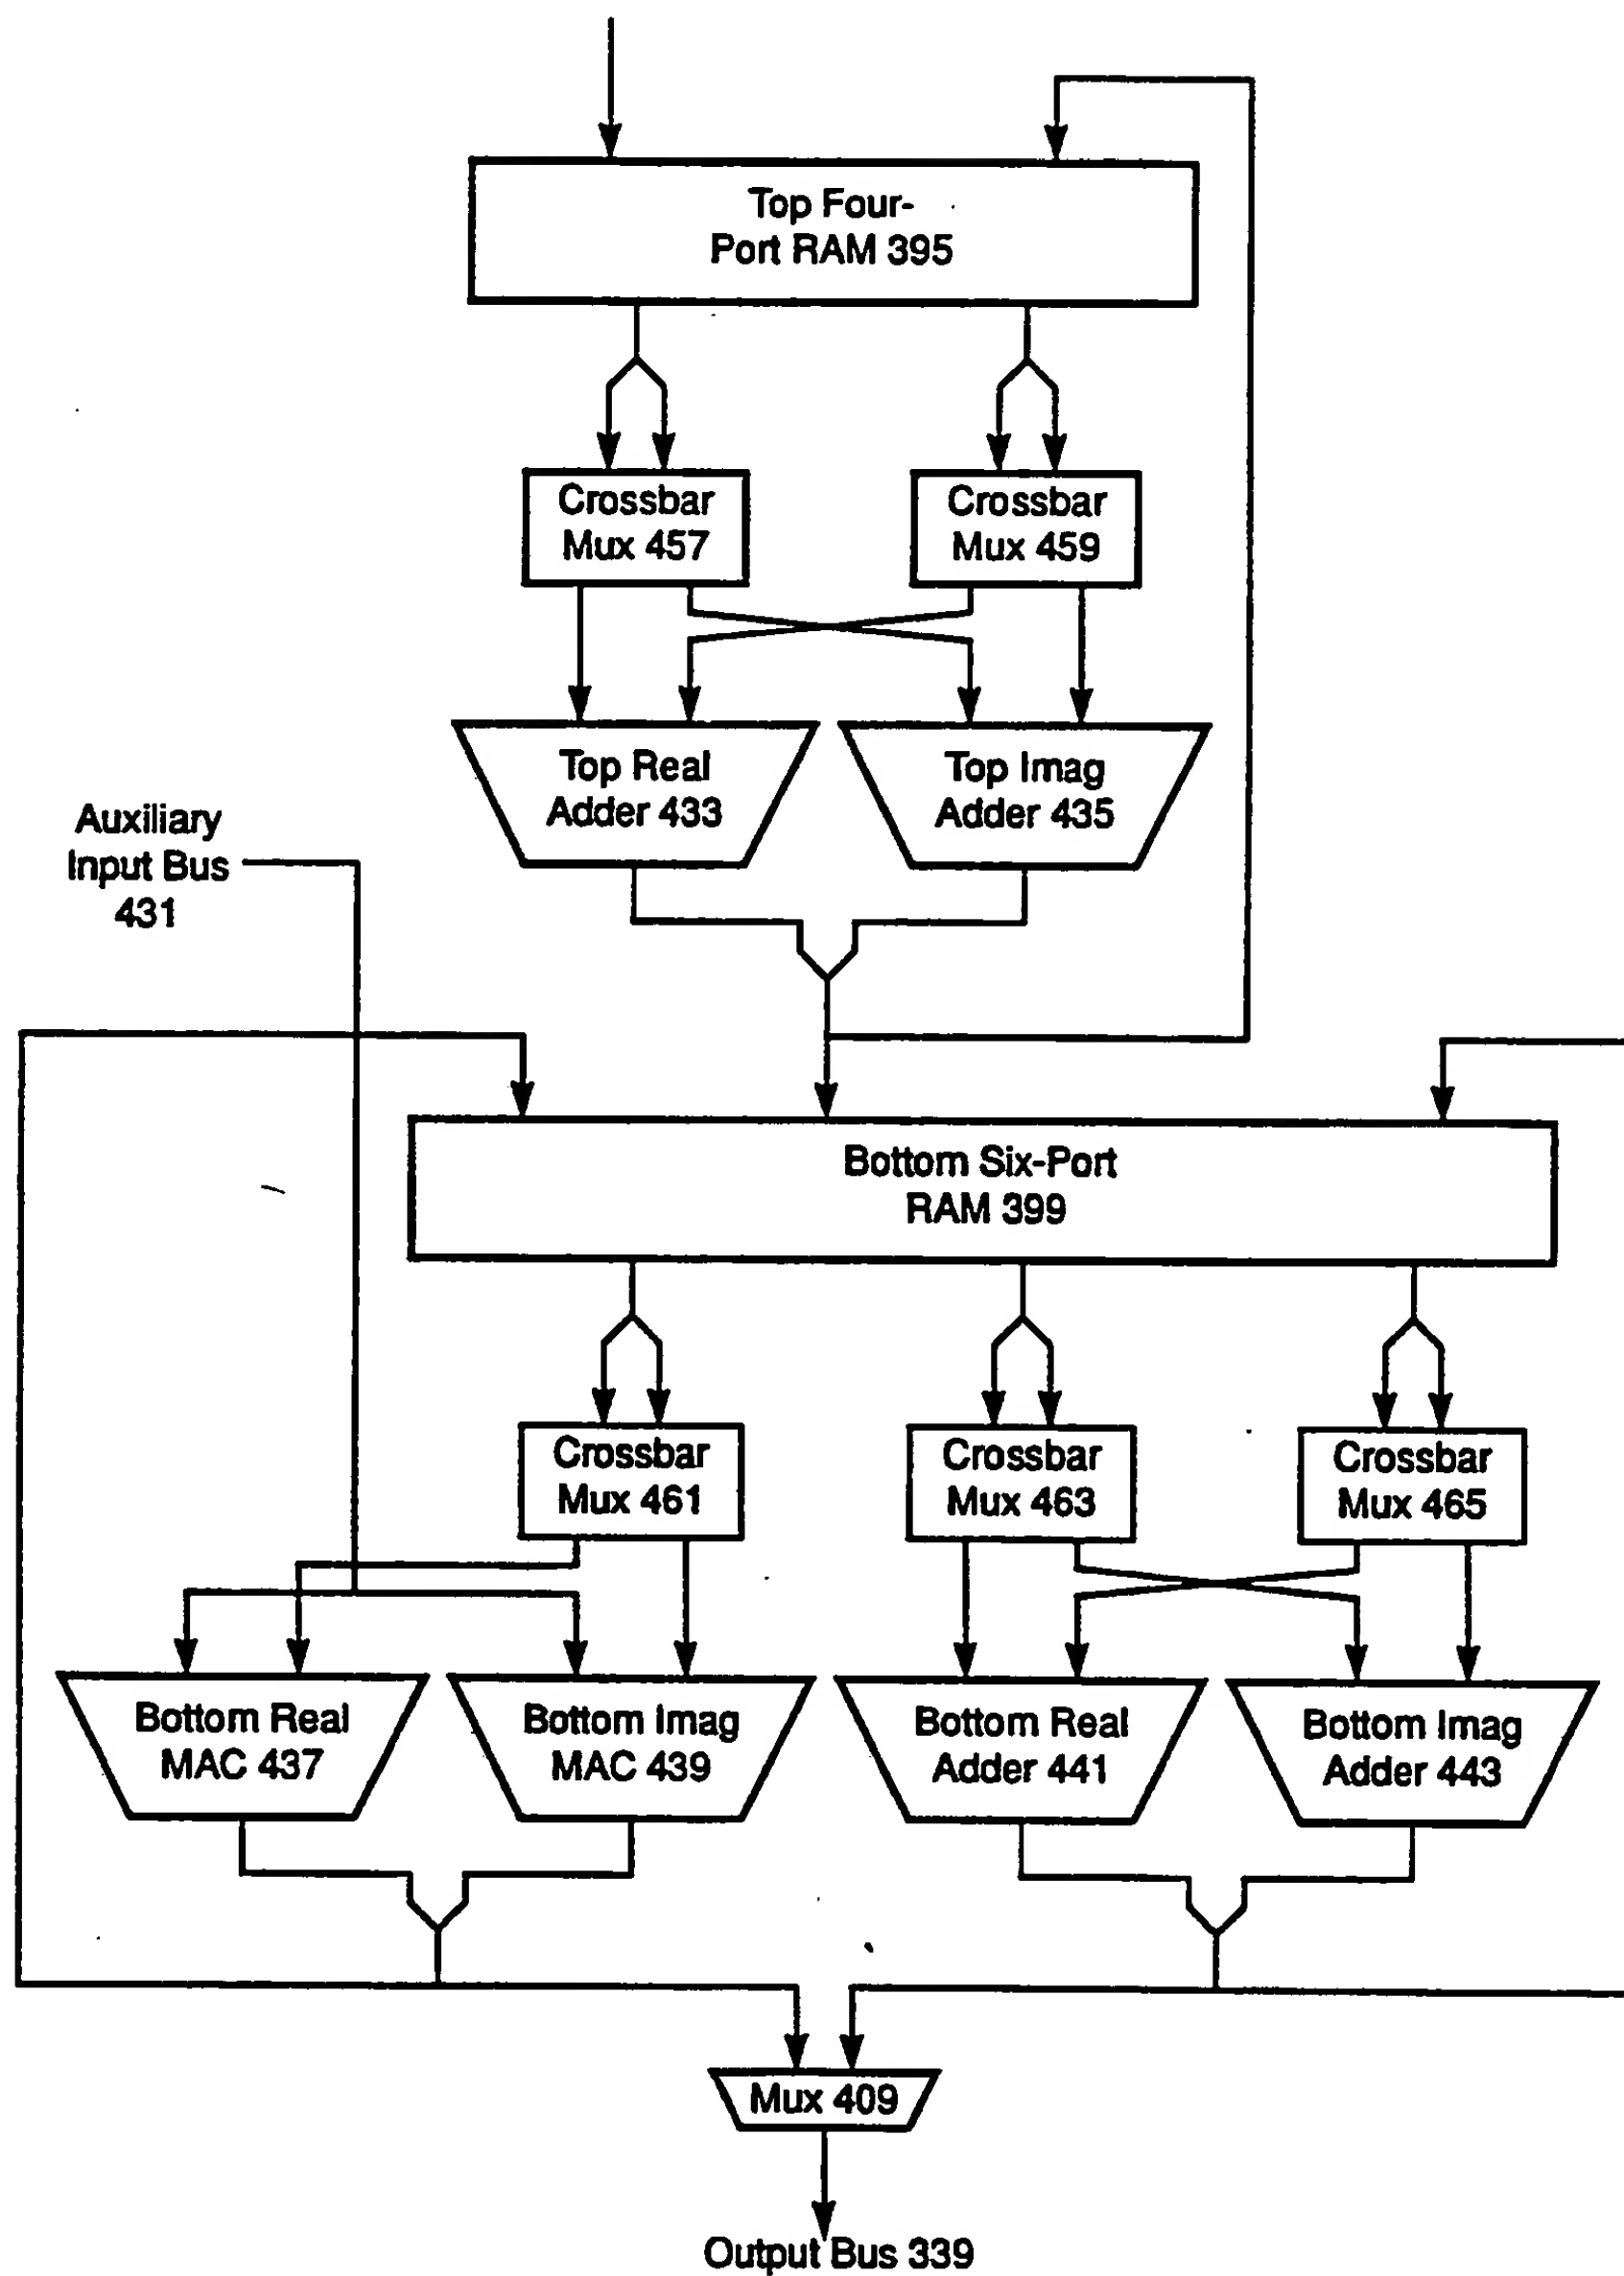 Top Four-
Port RAM 395
Crossbar
Mux 457
Crossbar
Mux 459
Top Real
Adder 433
Top Imag
Adder 435
Auxiliary
Input Bus
431
Bottom Six-Port
RAM 399
Crossbar
Mux 461
Crossbar
Mux 463
Crossbar
Mux 465
Bottom Real
MAC 437
Bottom Imag
MAC 439
Bottom Real
Adder 441
Bottom Imag
Adder 443
Mux 409
Output Bus 339